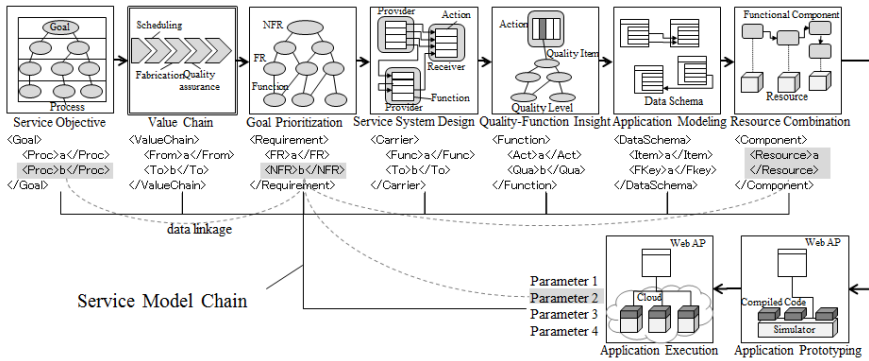 Goal
Process
Service Objective
<Goal>
<Proc>a</Proc>
<Proc>b</Proc>
</Goal>
Scheduling
Fabrication
Quality
assurance
Value Chain
<ValueChain>
<From>a</From>
<To>b</To>
</ValueChain>
NFR
FR
Function
Goal Prioritization
<Requirement>
<FR>a</FR>
<NFR>b</NFR>
</Requirement>
Provider
Action
Receiver
Provider
Function
Service System Design
<Carrier>
<Func>a</Func>
<To>b</To>
</Carrier>
Action
Quality Item
Quality Level
Quality-Function Insight
<Function>
<Act>a</Act>
<Qua>b</Qua>
</Function>
Data Schema
Application Modeling
<DataSchema>
<Item>a</Item>
<FKey>a</Fkey>
</DataSchema>
Functional Component
Resource
Resource Combination
<Component>
<Resource>a
</Resource>
</Component>
data linkage
Service Model Chain
Parameter 1
Parameter 2
Parameter 3
Parameter 4
Web AP
Cloud
Application Execution
Web AP
Compiled Code
Simulator
Application Prototyping